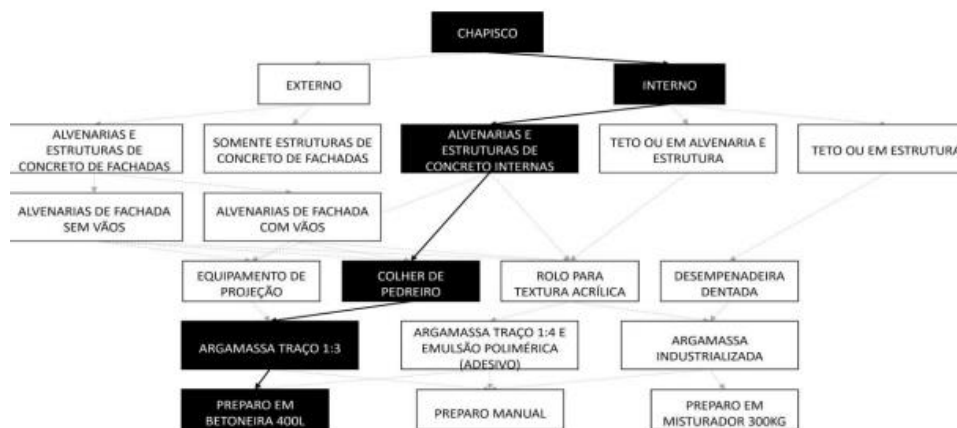 CHAPISCO
EXTERNO
INTERNO
ALVENARIAS E
ESTRUTURAS DE
CONCRETO DE FACHADAS
SOMENTE ESTRUTURAS DE
CONCRETO DE FACHADAS
ALVENARIAS E
ESTRUTURAS DE
CONCRETO INTERNAS
TETO OU EM ALVENARIA E
ESTRUTURA
TETO OU EM ESTRUTURA
ALVENARIAS DE FACHADA
SEM VÃOS
ALVENARIAS DE FACHADA
COM VÃOS
EQUIPAMENTO DE
PROJEÇÃO
COLHER DE
PEDREIRO
ROLO PARA
TEXTURA ACRÍLICA
DESEMPENADEIRA
DENTADA
ARGAMASSA TRAÇO 1:3
ARGAMASSA TRAÇO 1:4 E
EMULSÃO POLIMÉRICA
(ADESIVO)
ARGAMASSA
INDUSTRIALIZADA
PREPARO EM
BETONEIRA 400L
PREPARO MANUAL
PREPARO EM
MISTURADOR 300KG